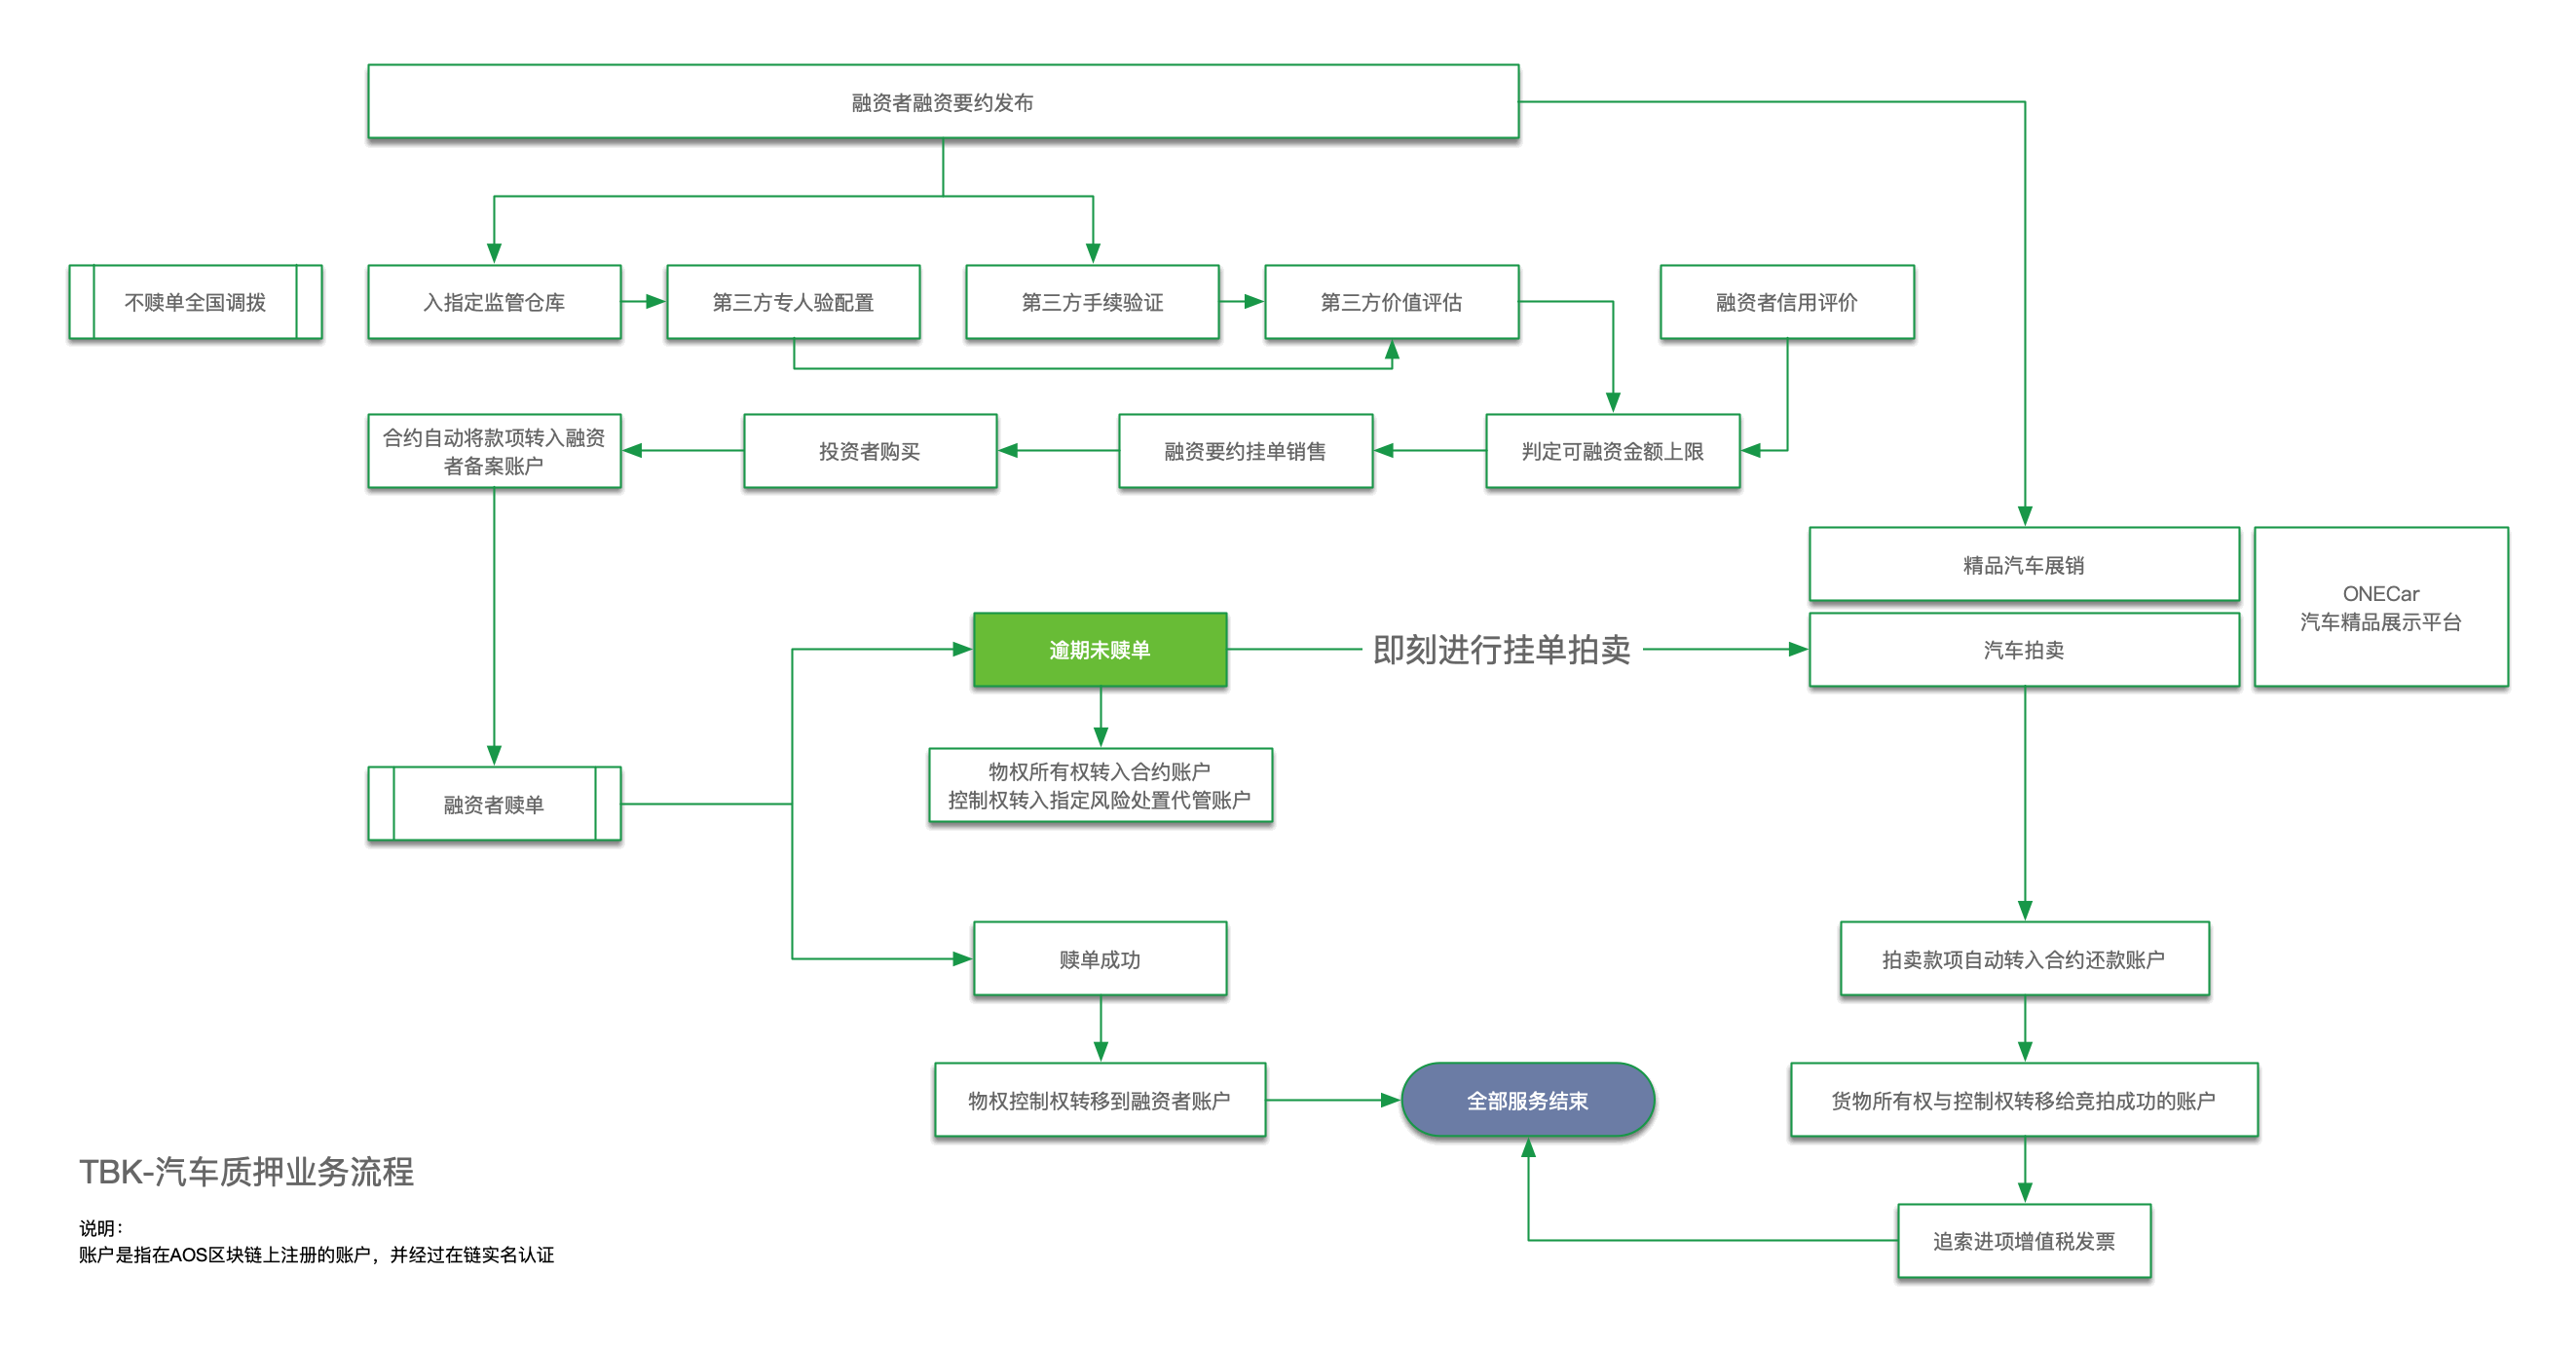 融资者融资要约发布
不赎单全国调拨
入指定监管仓库
第三方专人验配置
第三方手续验证
第三方价值评估
融资者信用评价
合约自动将款项转入融资
者备案账户
投资者购买
融资要约挂单销售
判定可融资金额上限
精品汽车展销
ONECar
汽车精品展示平台
逾期未赎单
即刻进行挂单拍卖
汽车拍卖
物权所有权转入合约账户
控制权转入指定风险处置代管账户
融资者赎单
赎单成功
拍卖款项自动转入合约还款账户
物权控制权转移到融资者账户
全部服务结束
货物所有权与控制权转移给竞拍成功的账户
TBK-汽车质押业务流程
说明：
账户是指在AOS区块链上注册的账户，并经过在链实名认证
追索进项增值税发票